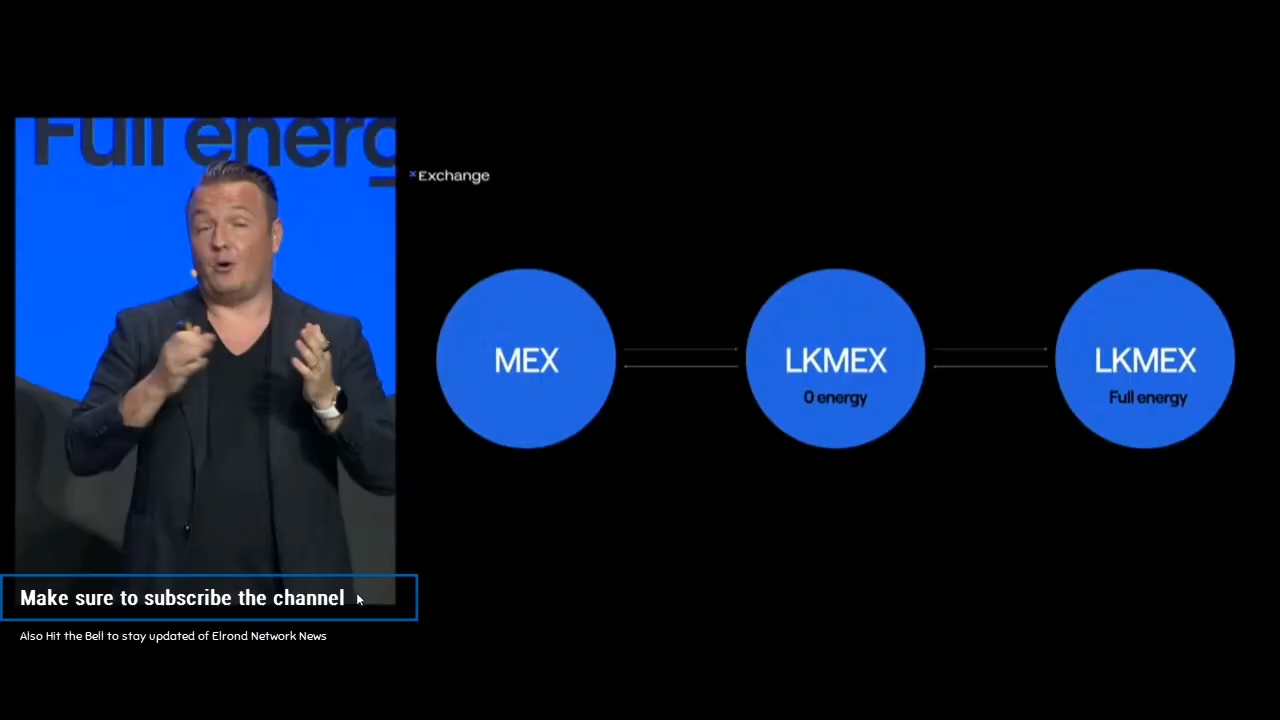 Full energ
xExchange
MEX
LKMEX
0 energy
LKMEX
Full energy
Make sure to subscribe the channel
Also Hit the Bell to stay updated of Elrond Network News